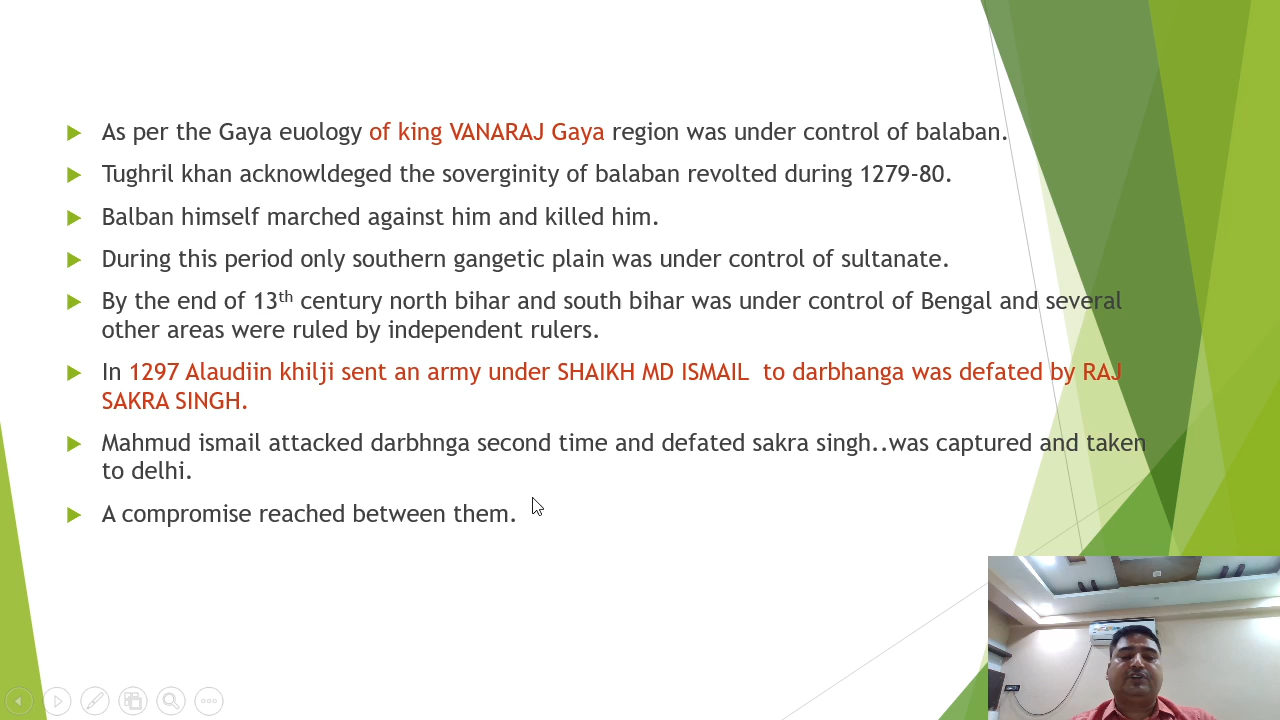 As per the Gaya euology of king VANARAJ Gaya region was under control of balaban.
Tughril khan acknowldeged the soverginity of balaban revolted during 1279-80.
Balban himself marched against him and killed him.
During this period only southern gangetic plain was under control of sultanate.
By the end of 13th century north bihar and south bihar was under control of Bengal and several
other areas were ruled by independent rulers.
In 1297 Alaudiin khilji sent an army under SHAIKH MD ISMAIL to darbhanga was defated by RAJ
SAKRA SINGH.
Mahmud ismail attacked darbhnga second time and defated sakra singh..was captured and taken
to delhi.
A compromise reached between them.